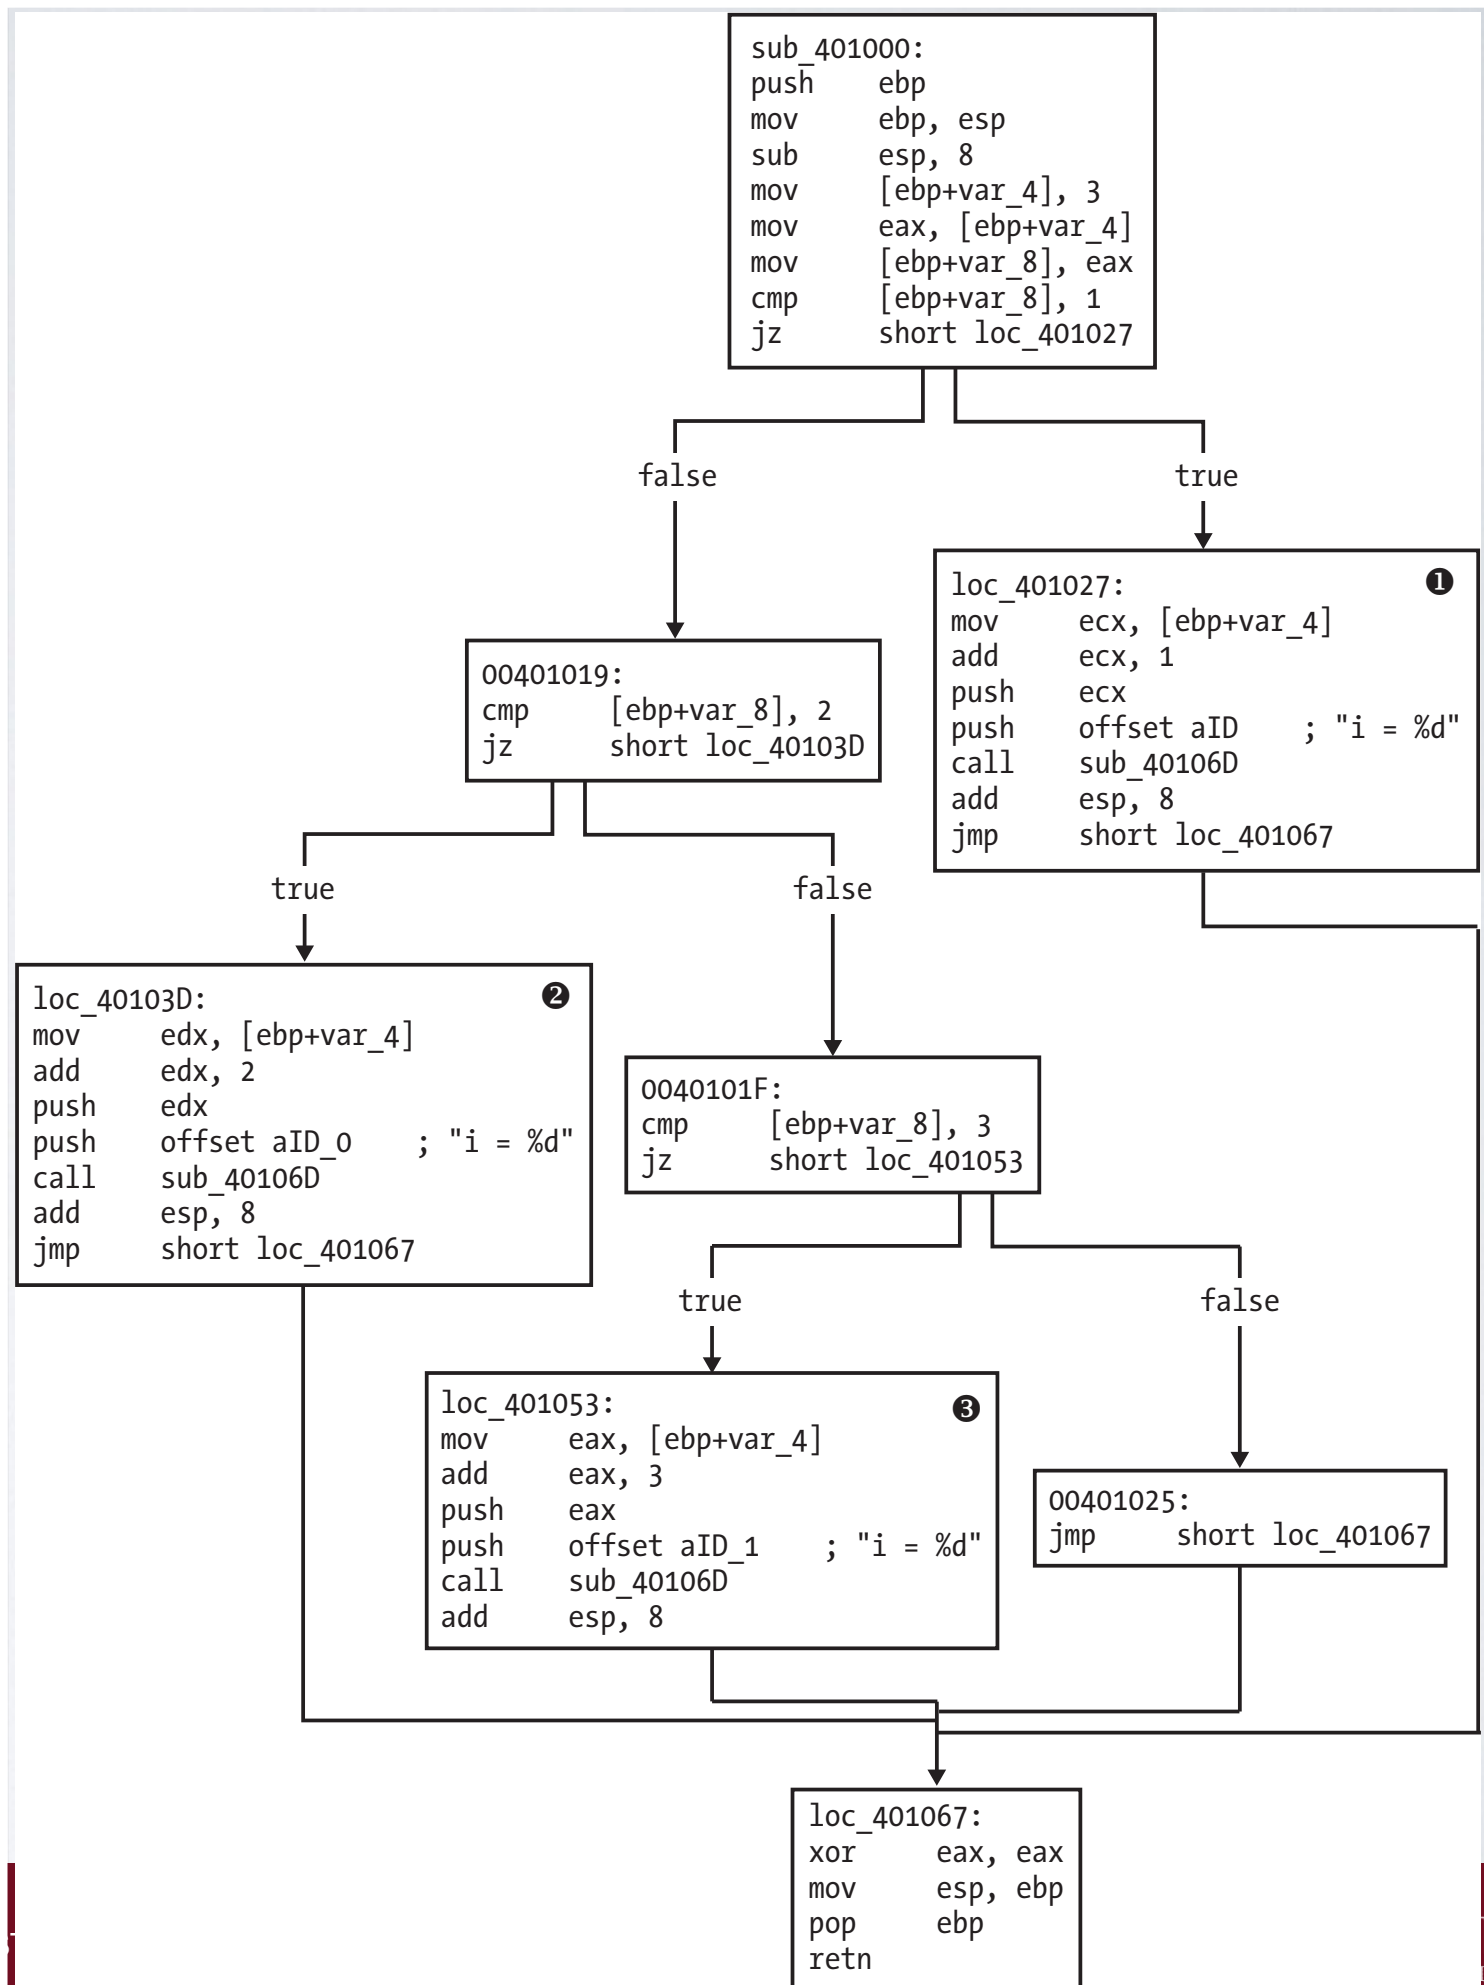 sub_401000:
push ebp
mov ebp, esp
sub esp, 8
mov [ebp+var_4], 3
mov eax, [ebp+var_4]
mov [ebp+var_8], eax
cmp [ebp+var_8], 1
jz short loc_401027
false
true
loc_401027: ❶
mov ecx, [ebp+var_4]
add ecx, 1
push ecx
push offset aID ; "i = %d"
call sub_40106D
add esp, 8
jmp short loc_401067
00401019:
cmp [ebp+var_8], 2
jz short loc_40103D
true
false
loc_40103D: ❷
mov edx, [ebp+var_4]
add edx, 2
push edx
push offset aID_0 ; "i = %d"
call sub_40106D
add esp, 8
jmp short loc_401067
0040101F:
cmp [ebp+var_8], 3
jz short loc_401053
true
false
loc_401053: ❸
mov eax, [ebp+var_4]
add eax, 3
push eax
push offset aID_1 ; "i = %d"
call sub_40106D
add esp, 8
00401025:
jmp short loc_401067
loc_401067:
xor eax, eax
mov esp, ebp
pop ebp
retn